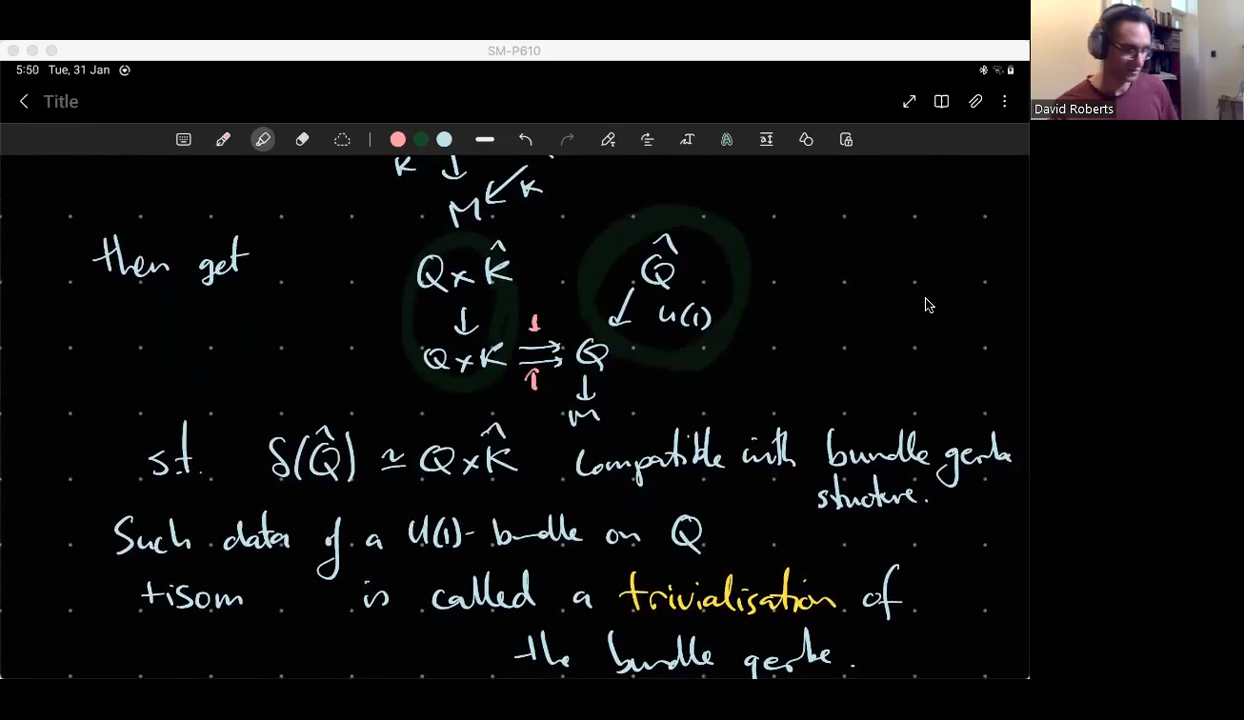 SM-P610
5:50 Tue, 31 Jan
Title
David Roberts
K ↓
M ↙ K
then get
Q × K̂    Q̂
↓    ↙ U(1)
Q × K ⇉ Q
↓
M
s.t. δ(Q̂) ≃ Q × K̂ compatible with bundle gerbe
structure.
Such data of a U(1)-bundle on Q
+isom is called a trivialisation of
the bundle gerbe.